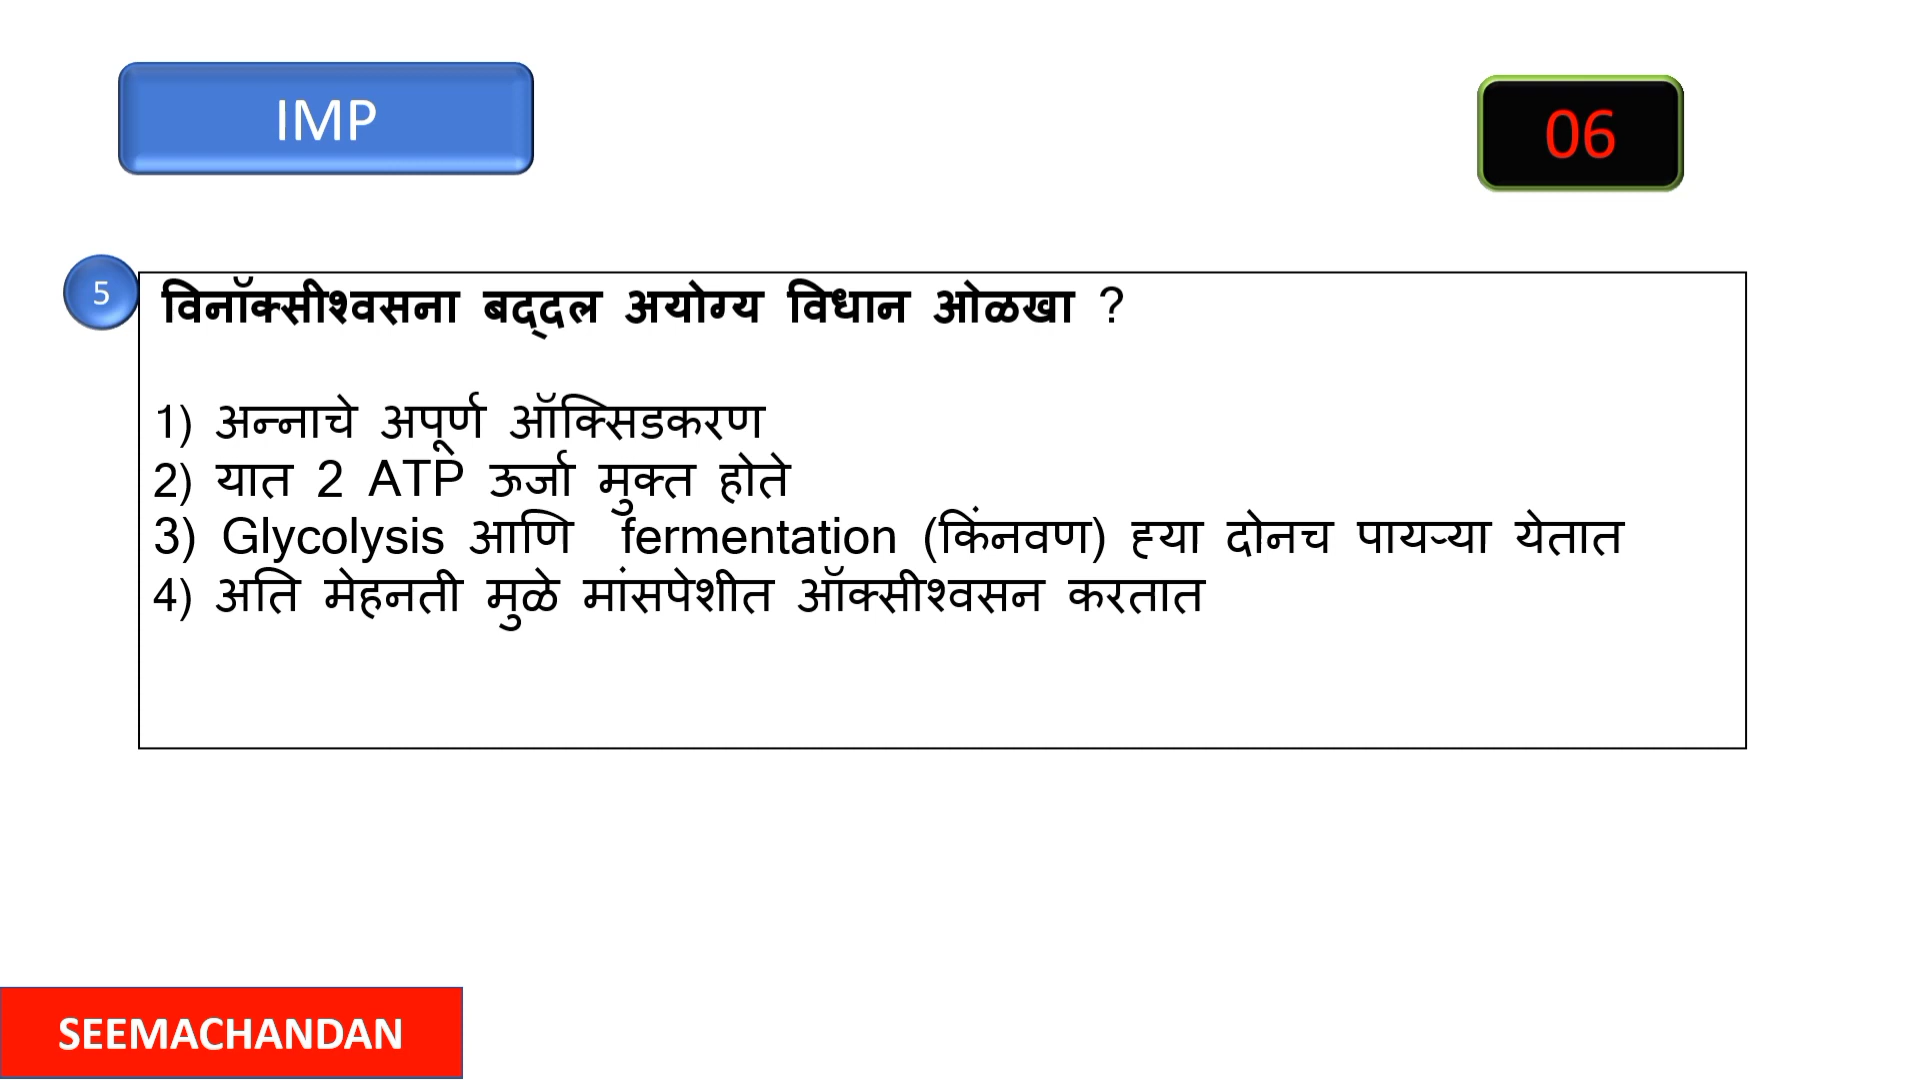 IMP
06
5
विनॉक्सीश्वसना बद्दल अयोग्य विधान ओळखा ?
1) अन्नाचे अपूर्ण ऑक्सिडकरण
2) यात 2 ATP ऊर्जा मुक्त होते
3) Glycolysis आणि fermentation (किंनवण) ह्या दोनच पायऱ्या येतात
4) अति मेहनती मुळे मांसपेशीत ऑक्सीश्वसन करतात
SEEMACHANDAN